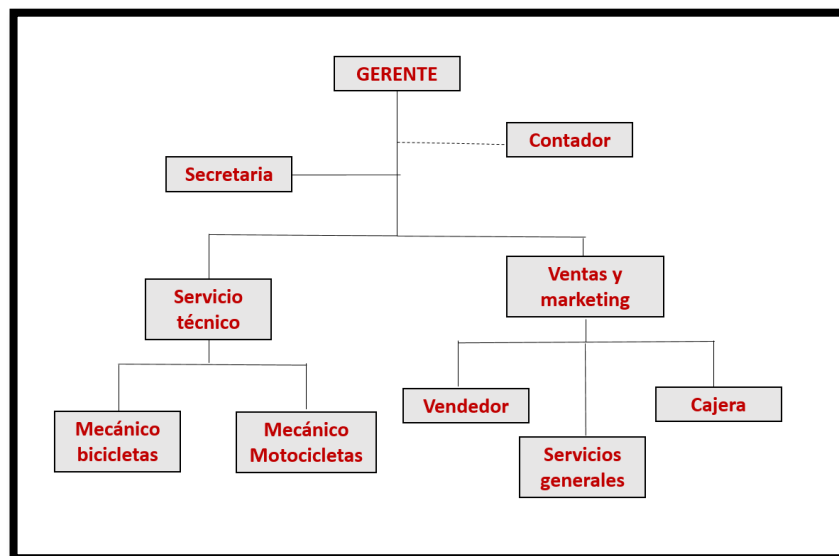 GERENTE
Contador
Secretaria
Servicio
técnico
Ventas y
marketing
Mecánico
bicicletas
Mecánico
Motocicletas
Vendedor
Servicios
generales
Cajera